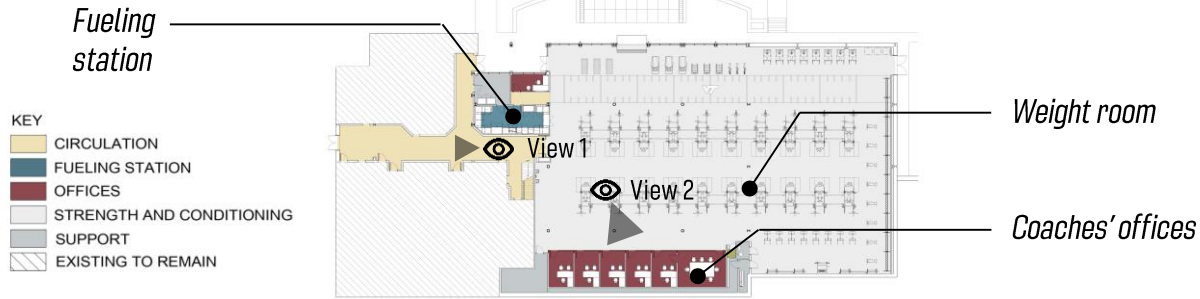 Fueling
station
KEY
CIRCULATION
FUELING STATION
OFFICES
STRENGTH AND CONDITIONING
SUPPORT
EXISTING TO REMAIN
View 1
View 2
Weight room
Coaches' offices